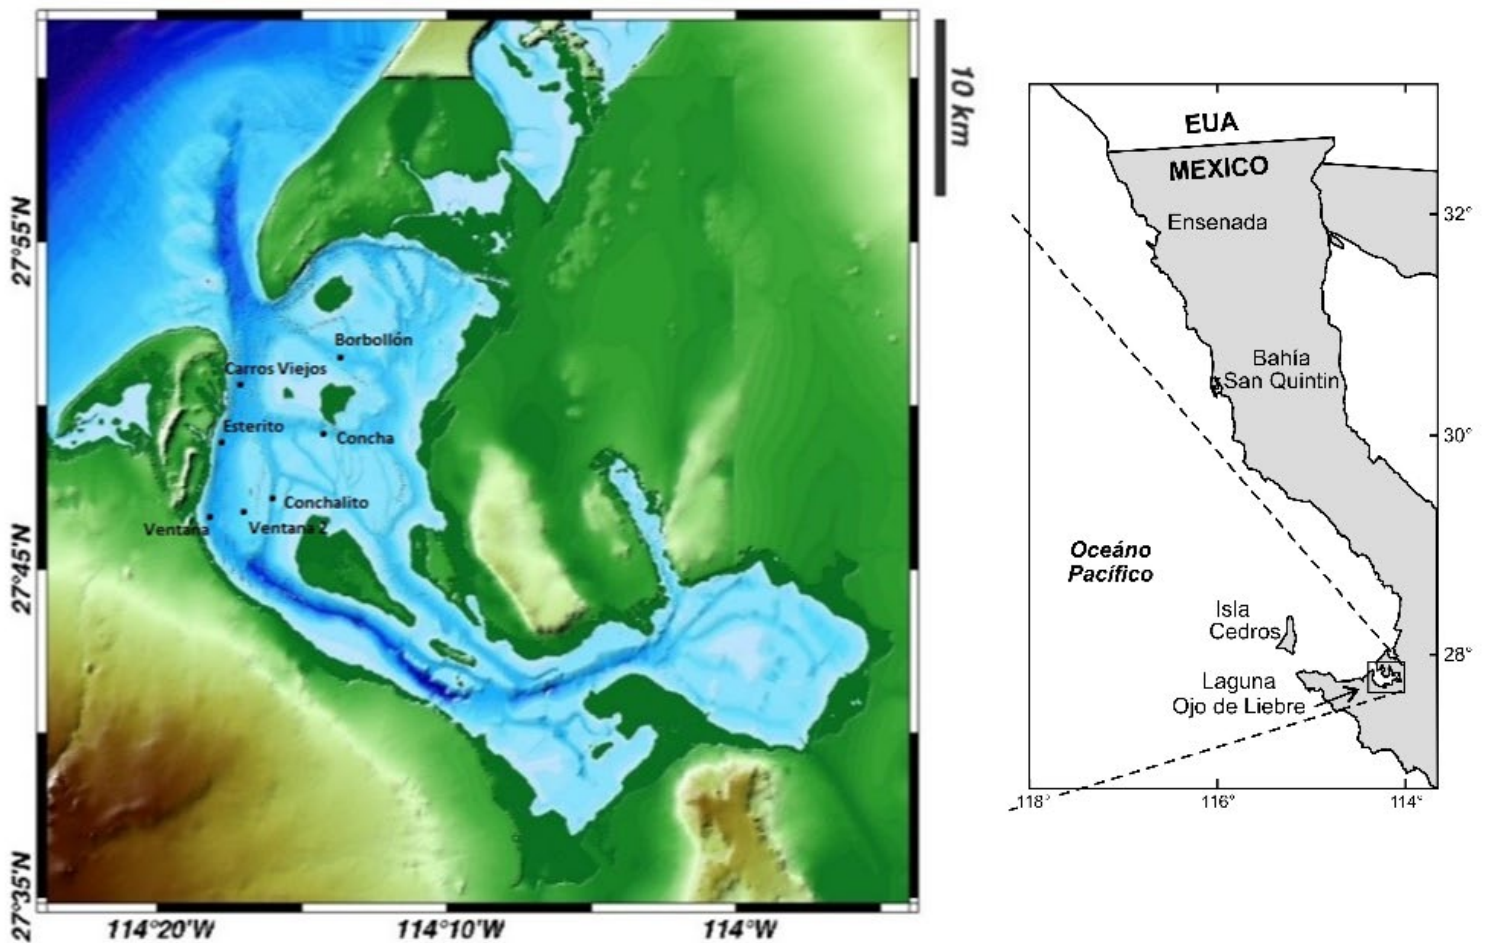 10 km
27°55'N
27°45'N
27°35'N
Borbollón
Carros Viejos
Esterito
Concha
Conchalito
Ventana
Ventana 2
114°20'W
114°10'W
114°W
EUA
MEXICO
Ensenada
32°
Bahía
San Quintin
30°
Oceáno
Pacífico
Isla
Cedros
28°
Laguna
Ojo de Liebre
118°
116°
114°